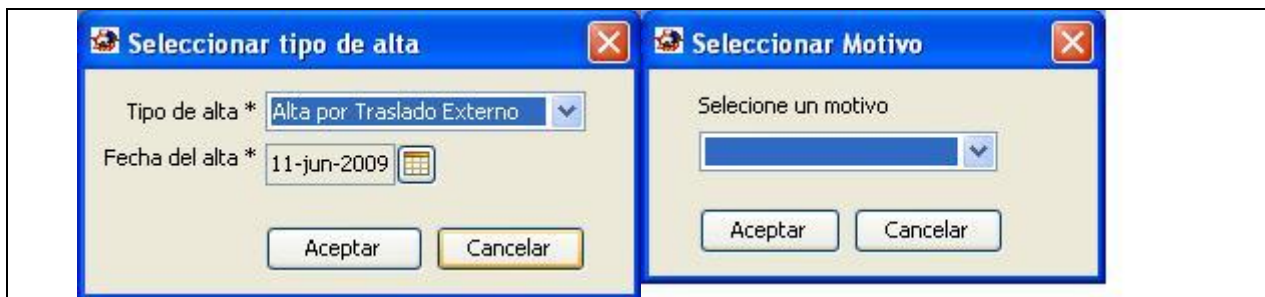 Seleccionar tipo de alta
Tipo de alta * Alta por Traslado Externo
Fecha del alta * 11-jun-2009
Aceptar Cancelar
Seleccionar Motivo
Selecione un motivo
Aceptar Cancelar